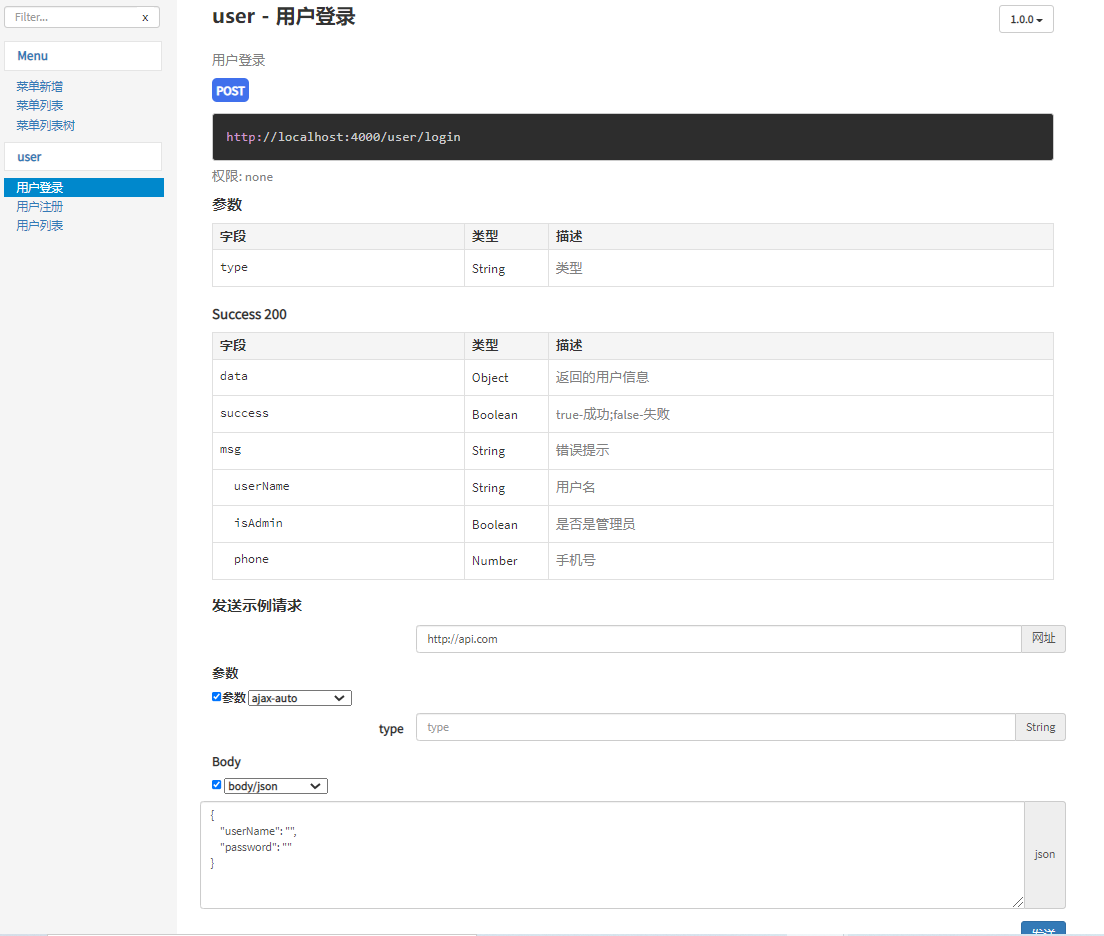 Filter... x
Menu
菜单新增
菜单列表
菜单列表树
user
用户登录
用户注册
用户列表
user - 用户登录
1.0.0
用户登录
POST
http://localhost:4000/user/login
权限: none
参数
字段 类型 描述
type String 类型
Success 200
字段 类型 描述
data Object 返回的用户信息
success Boolean true-成功;false-失败
msg String 错误提示
userName String 用户名
isAdmin Boolean 是否是管理员
phone Number 手机号
发送示例请求
http://api.com 网址
参数
参数 ajax-auto
type type String
Body
body/json
{
"userName": "",
"password": ""
}
json
发送